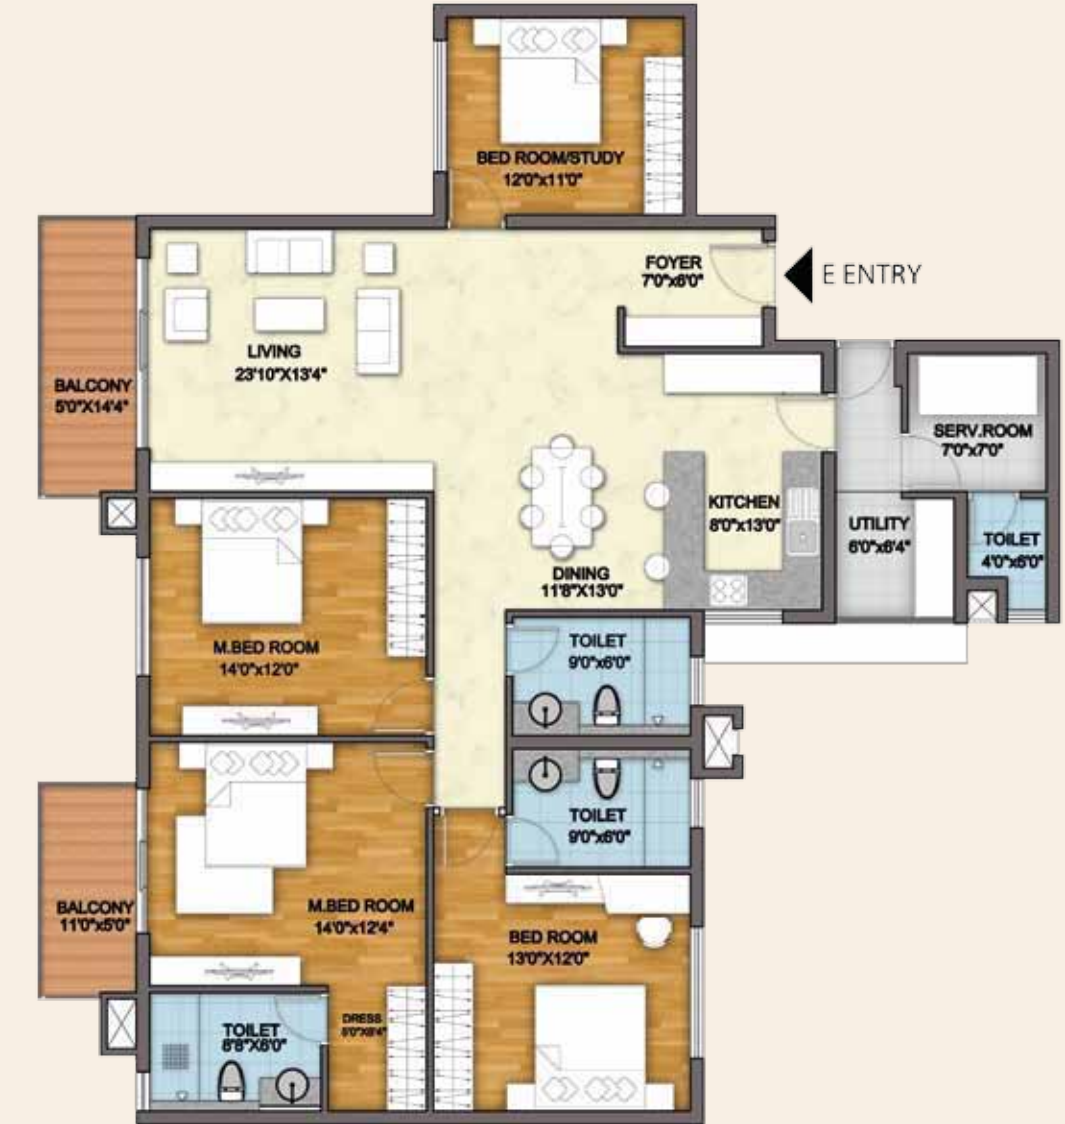 BED ROOM/STUDY
12'0"x11'0"
FOYER
7'0"x6'0"
E ENTRY
LIVING
23'10"X13'4"
BALCONY
5'0"X14'4"
SERV.ROOM
7'0"x7'0"
KITCHEN
8'0"x13'0"
UTILITY
6'0"x6'4"
TOILET
4'0"x6'0"
DINING
11'8"X13'0"
M.BED ROOM
14'0"x12'0"
TOILET
9'0"x6'0"
TOILET
9'0"x6'0"
BALCONY
11'0"x5'0"
M.BED ROOM
14'0"x12'4"
BED ROOM
13'0"X12'0"
DRESS
TOILET
8'8"X6'0"